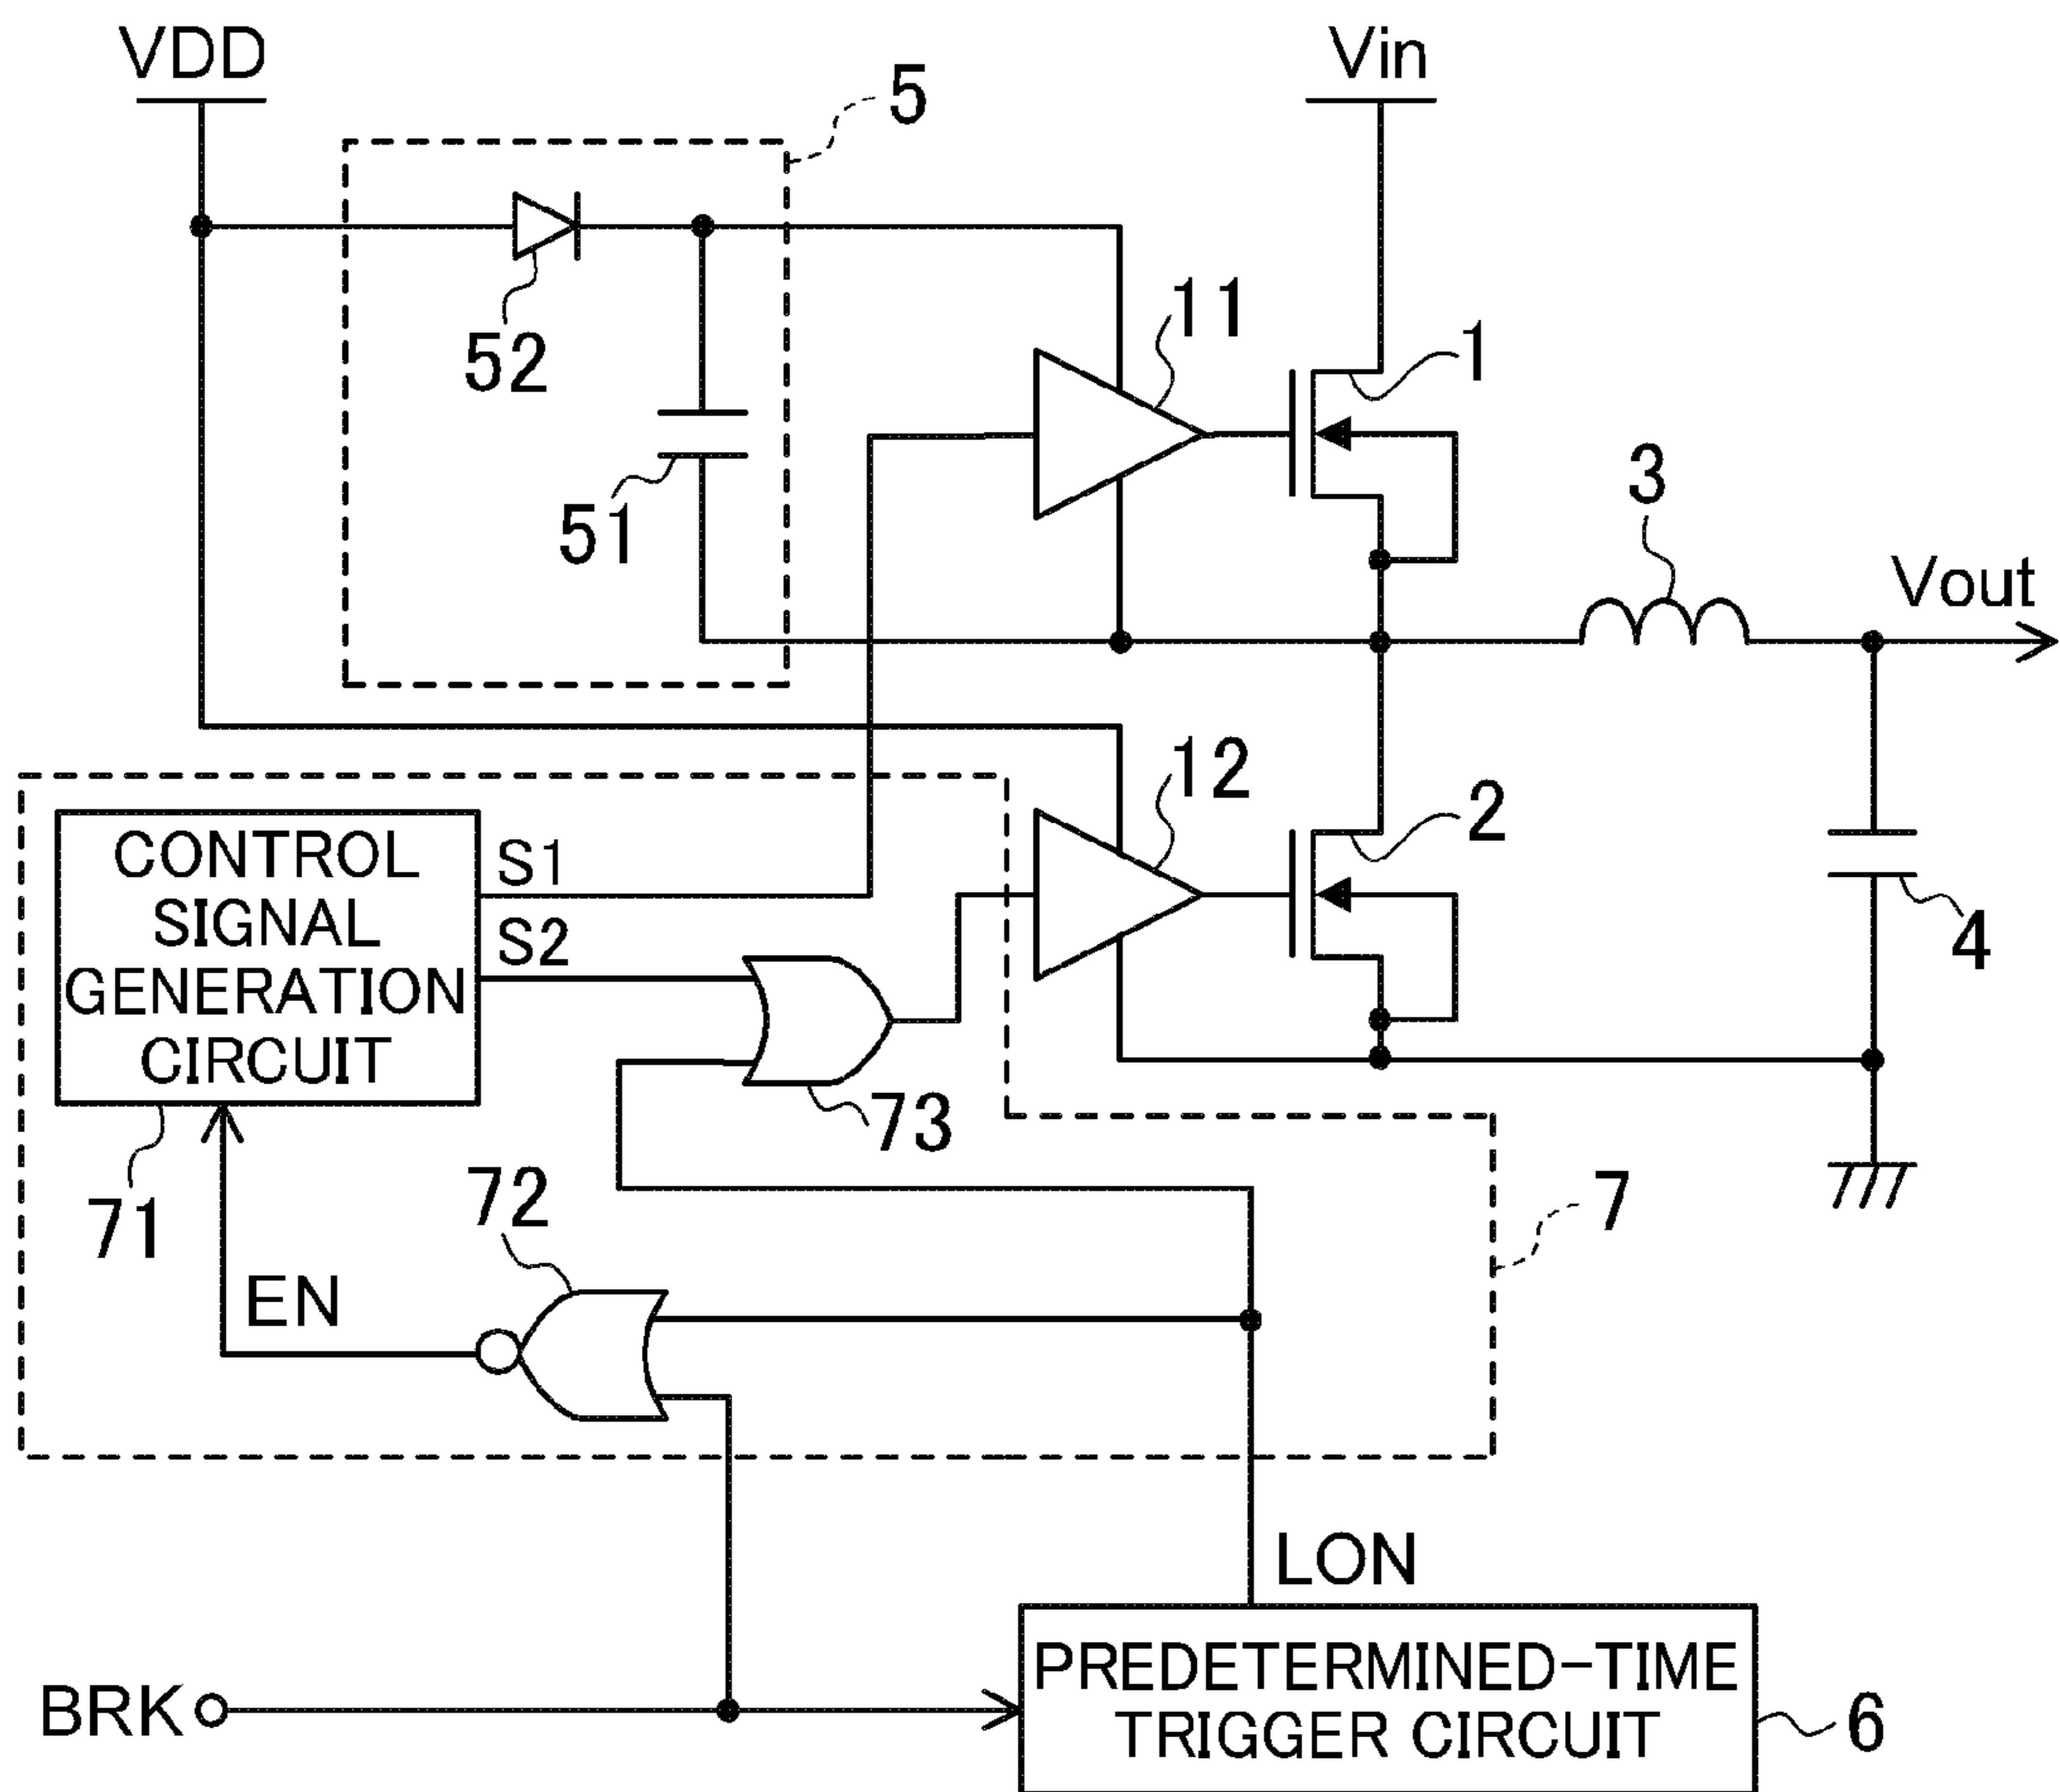 VDD
Vin
5
52
51
11
1
3
Vout
12
2
4
CONTROL
SIGNAL
GENERATION
CIRCUIT
S1
S2
73
71
72
7
EN
LON
BRK
PREDETERMINED-TIME
TRIGGER CIRCUIT
6